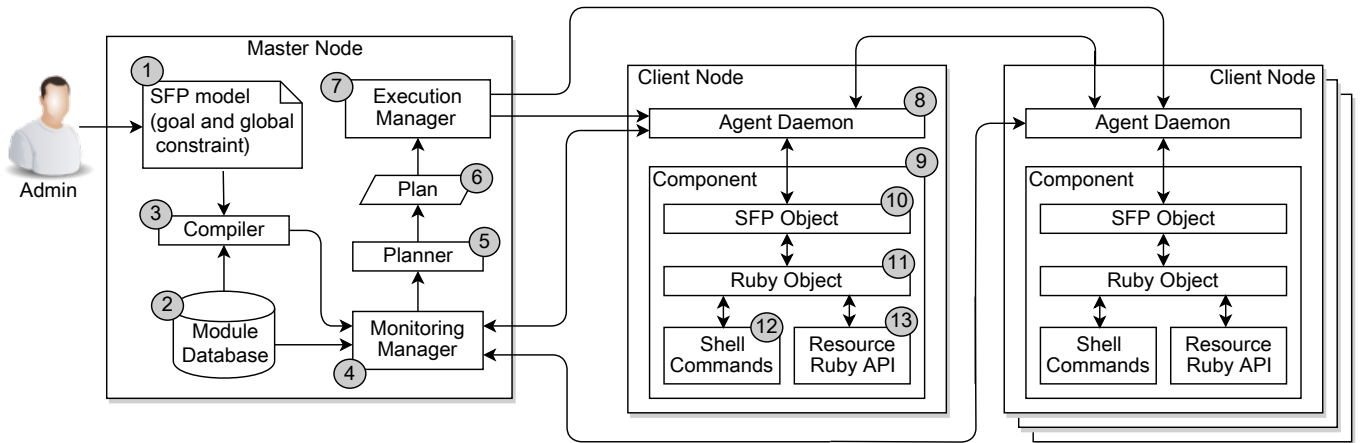 Admin
Master Node
1
SFP model
(goal and global
constraint)
3
Compiler
2
Module
Database
7
Execution
Manager
6
Plan
5
Planner
Monitoring
Manager
4
Client Node
8
Agent Daemon
9
Component
10
SFP Object
11
Ruby Object
12
Shell
Commands
13
Resource
Ruby API
Client Node
Agent Daemon
Component
SFP Object
Ruby Object
Shell
Commands
Resource
Ruby API